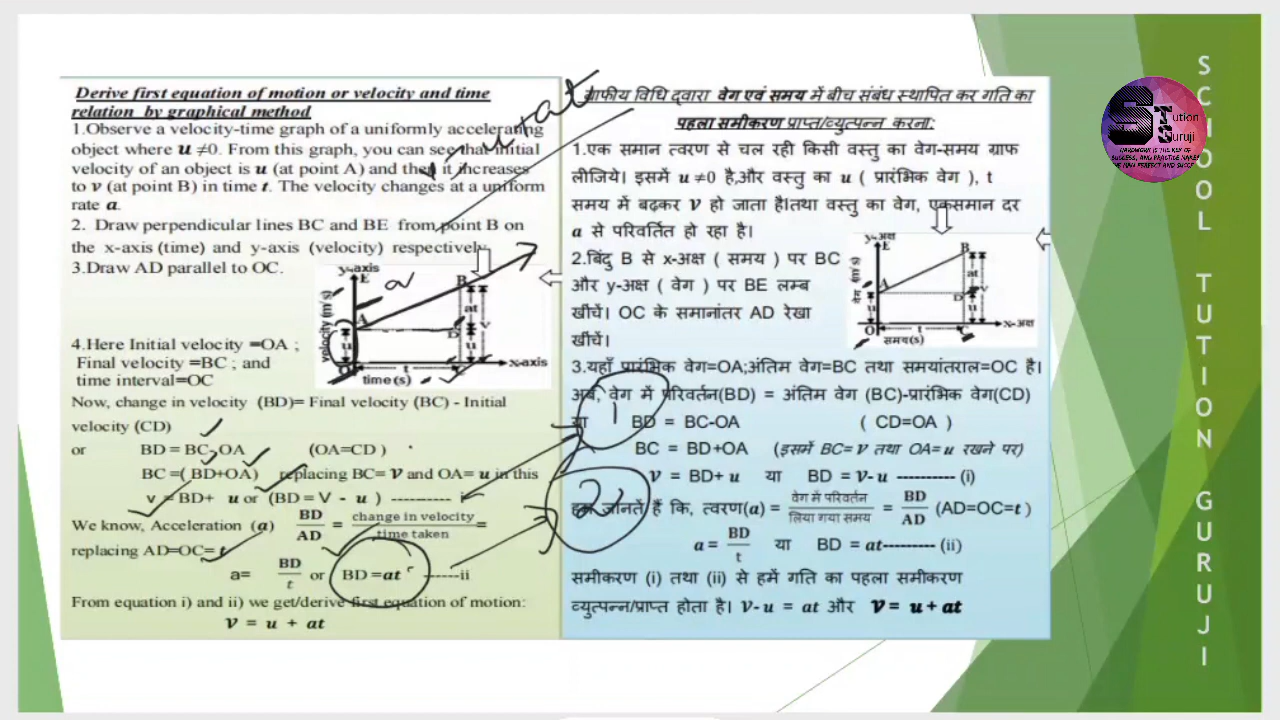 Derive first equation of motion or velocity and time
relation by graphical method
1.Observe a velocity-time graph of a uniformly accelerating
object where u ≠0. From this graph, you can see that initial
velocity of an object is u (at point A) and then it increases
to v (at point B) in time t. The velocity changes at a uniform
rate a.
2. Draw perpendicular lines BC and BE from point B on
the x-axis (time) and y-axis (velocity) respectively
3.Draw AD parallel to OC.
y-axis
E
B
A
at
v
D
u
u
O
t
C
x-axis
velocity (m s)
time(s)
4.Here Initial velocity =OA ;
Final velocity =BC ; and
time interval=OC
Now, change in velocity (BD)= Final velocity (BC) - Initial
velocity (CD)
or BD = BC-OA (OA=CD )
BC =( BD+OA) replacing BC= v and OA= u in this
v = BD+ u or (BD = V - u ) ---------- i
We know, Acceleration (a) BD/AD = change in velocity/time taken =
replacing AD=OC= t
a= BD/t or BD =at ------ii
From equation i) and ii) we get/derive first equation of motion:
v = u + at
ग्राफीय विधि द्वारा वेग एवं समय में बीच संबंध स्थापित कर गति का
पहला समीकरण प्राप्त/व्युत्पन्न करना:
1.एक समान त्वरण से चल रही किसी वस्तु का वेग-समय ग्राफ
लीजिये। इसमें u ≠0 है,और वस्तु का u ( प्रारंभिक वेग ), t
समय में बढ़कर v हो जाता है।तथा वस्तु का वेग, एकसमान दर
a से परिवर्तित हो रहा है।
2.बिंदु B से x-अक्ष ( समय ) पर BC
और y-अक्ष ( वेग ) पर BE लम्ब
खींचें। OC के समानांतर AD रेखा
खींचें।
y-अक्ष
E
B
A
at
v
D
u
u
O
t
C
x-अक्ष
वेग (m/s)
समय(s)
3.यहाँ प्रारंभिक वेग=OA;अंतिम वेग=BC तथा समयांतराल=OC है।
अब, वेग में परिवर्तन(BD) = अंतिम वेग (BC)-प्रारंभिक वेग(CD)
या BD = BC-OA ( CD=OA )
BC = BD+OA (इसमें BC= v तथा OA= u रखने पर)
v = BD+ u या BD = v- u ---------- (i)
हम जानतें हैं कि, त्वरण(a) = वेग में परिवर्तन/लिया गया समय = BD/AD (AD=OC=t )
a = BD/t या BD = at--------- (ii)
समीकरण (i) तथा (ii) से हमें गति का पहला समीकरण
व्युत्पन्न/प्राप्त होता है। v- u = at और v= u + at
1
2
STG
Tution
Guruji
SCIOOL TUTION GURUJI